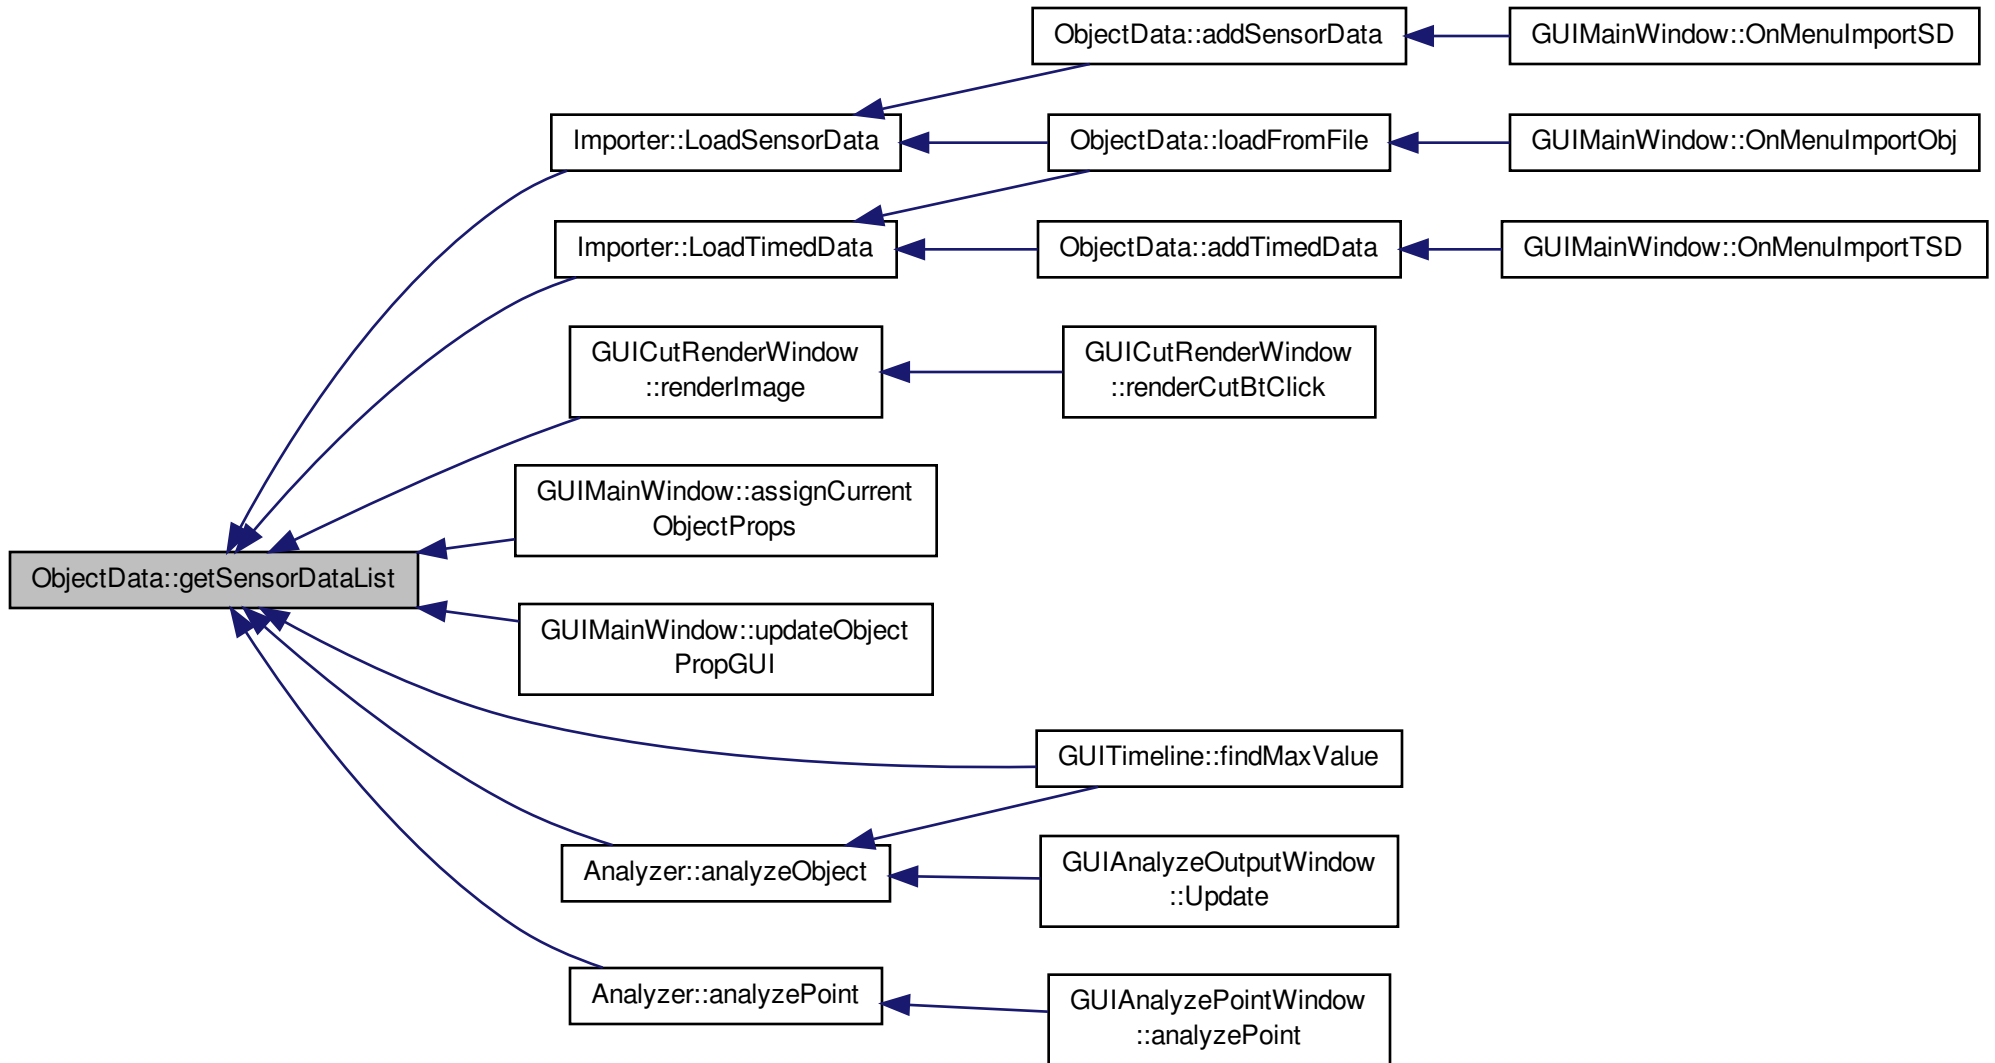 ObjectData::addSensorData
GUIMainWindow::OnMenuImportSD
Importer::LoadSensorData
ObjectData::loadFromFile
GUIMainWindow::OnMenuImportObj
Importer::LoadTimedData
ObjectData::addTimedData
GUIMainWindow::OnMenuImportTSD
GUICutRenderWindow
::renderImage
GUICutRenderWindow
::renderCutBtClick
GUIMainWindow::assignCurrent
ObjectProps
ObjectData::getSensorDataList
GUIMainWindow::updateObject
PropGUI
GUITimeline::findMaxValue
Analyzer::analyzeObject
GUIAnalyzeOutputWindow
::Update
Analyzer::analyzePoint
GUIAnalyzePointWindow
::analyzePoint